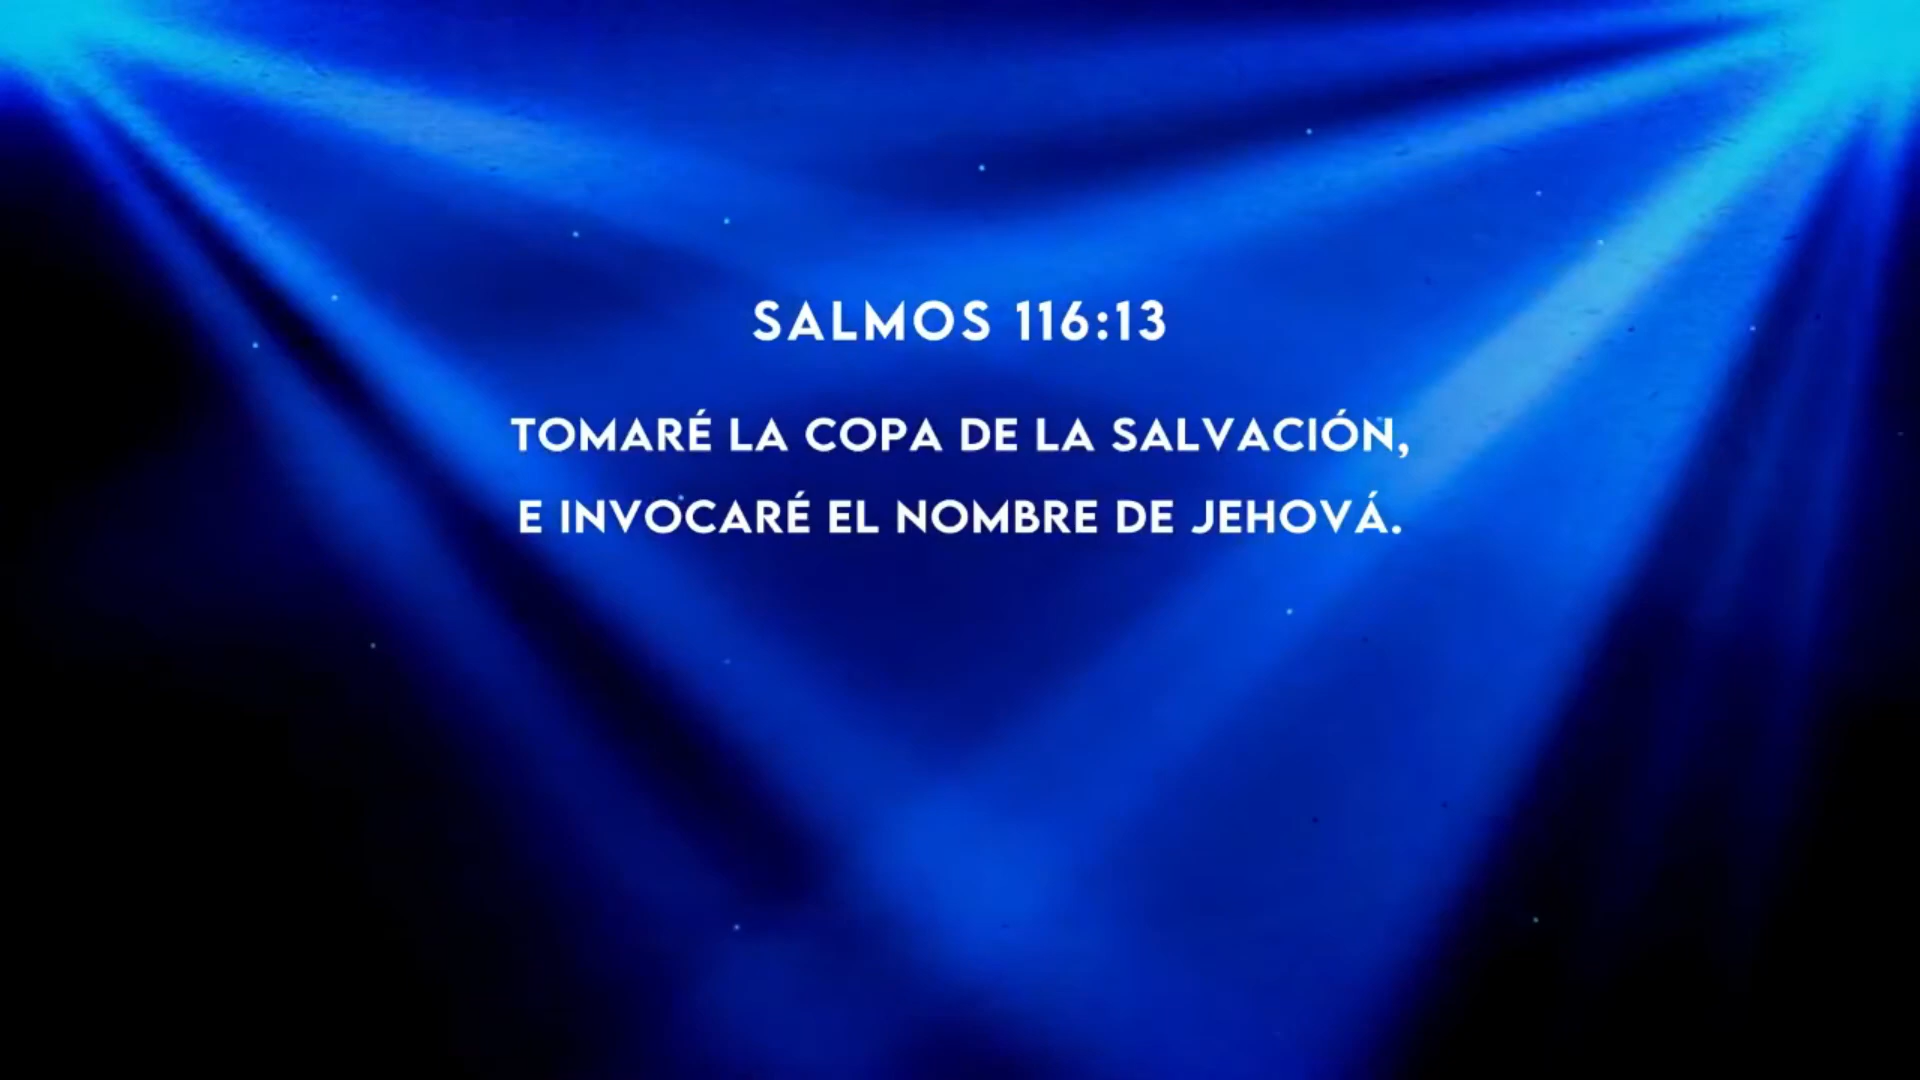 SALMOS 116:13
TOMARÉ LA COPA DE LA SALVACIÓN,
E INVOCARÉ EL NOMBRE DE JEHOVÁ.